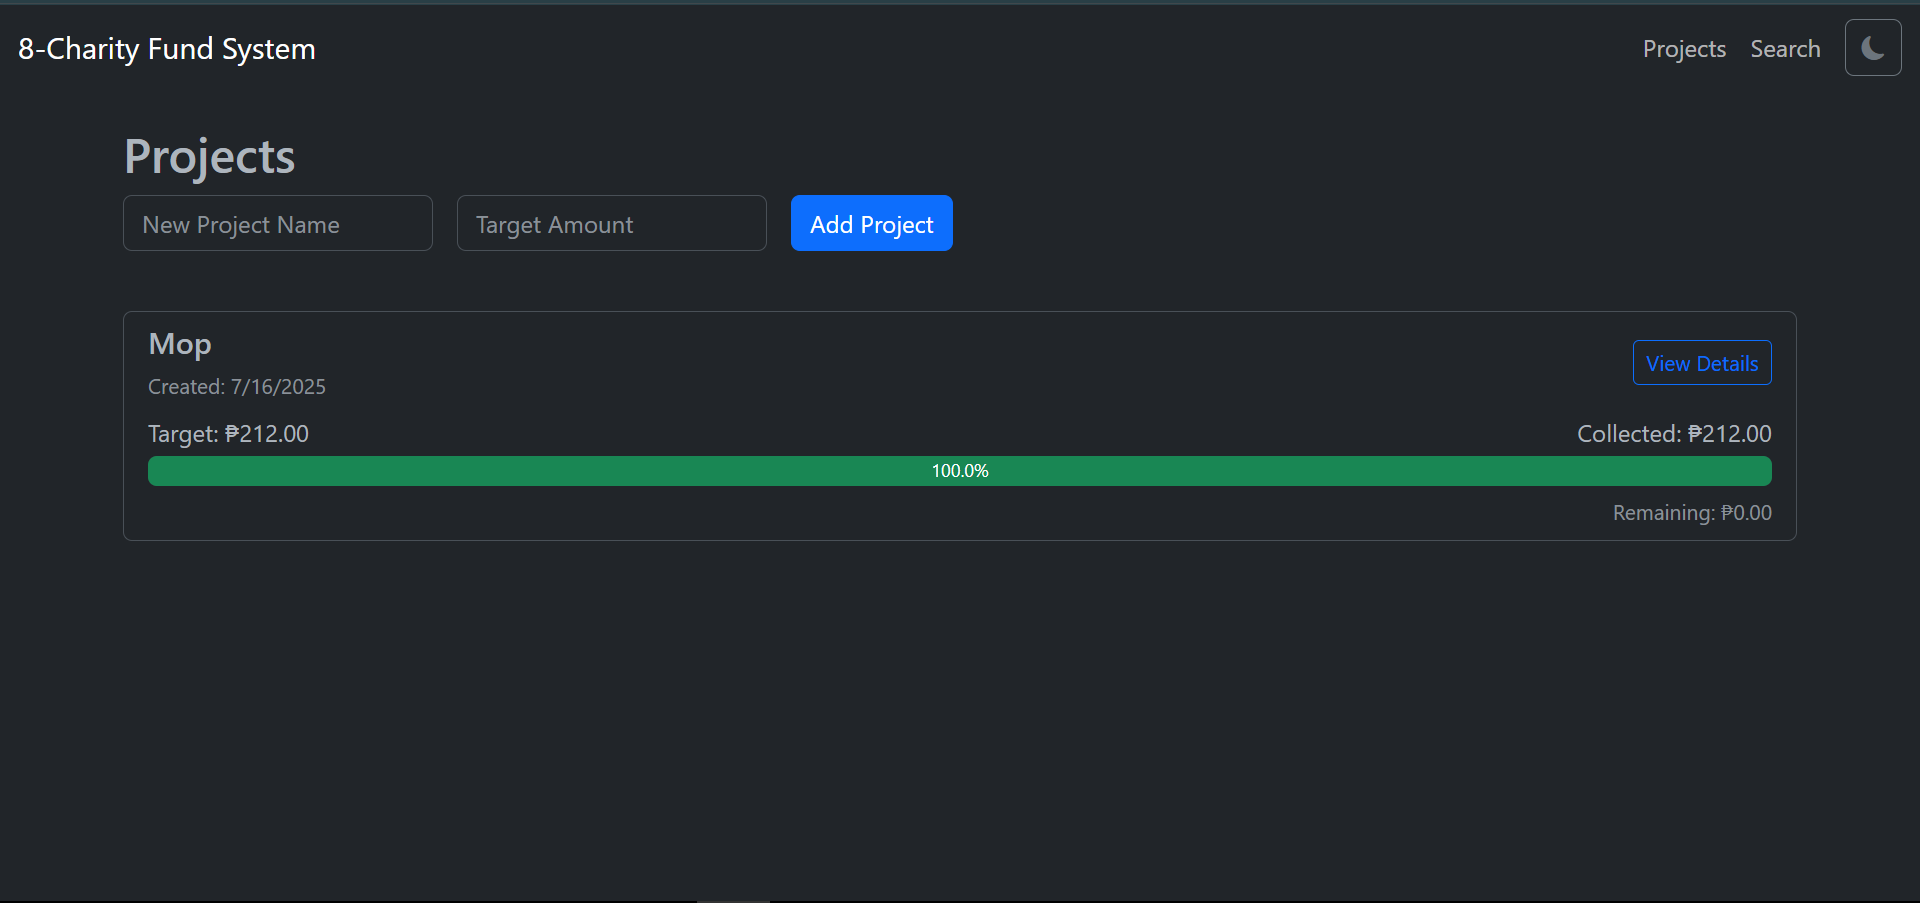 8-Charity Fund System
Projects Search
Projects
New Project Name Target Amount Add Project
Mop
View Details
Created: 7/16/2025
Target: ₱212.00 Collected: ₱212.00
100.0%
Remaining: ₱0.00